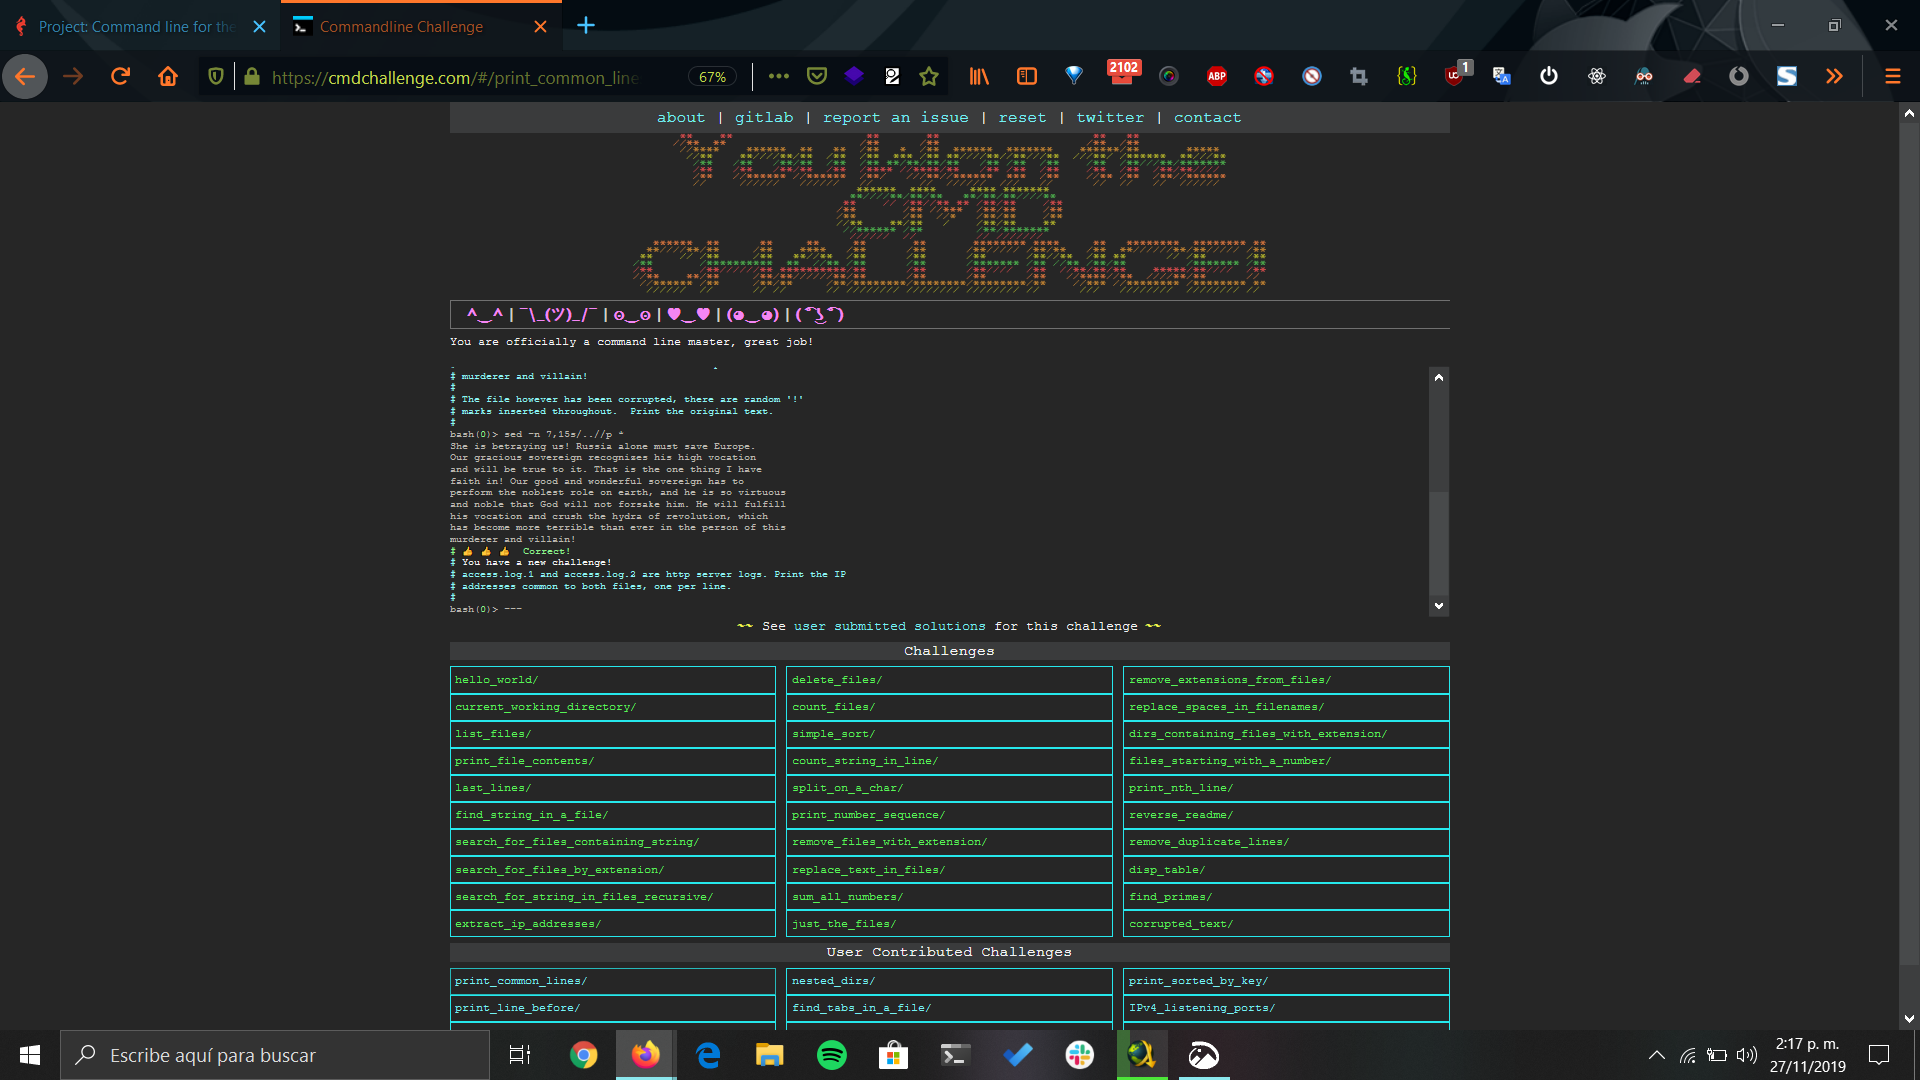 Project: Command line for the
Commandline Challenge
https://cmdchallenge.com/#/print_common_line
67%
2102
ABP
1
about | gitlab | report an issue | reset | twitter | contact
You Won the
CMD
CHALLENGE!
^‿^ | ¯\_(ツ)_/¯ | ʘ‿ʘ | ♥‿♥ | (◕‿◕) | ( ͡° ͜ʖ ͡°)
You are officially a command line master, great job!
# murderer and villain!
#
# The file however has been corrupted, there are random '!'
# marks inserted throughout.  Print the original text.
#
bash(0)> sed -n 7,15s/..//p *
She is betraying us! Russia alone must save Europe.
Our gracious sovereign recognizes his high vocation
and will be true to it. That is the one thing I have
faith in! Our good and wonderful sovereign has to
perform the noblest role on earth, and he is so virtuous
and noble that God will not forsake him. He will fulfill
his vocation and crush the hydra of revolution, which
has become more terrible than ever in the person of this
murderer and villain!
# 👍 👍 👍  Correct!
# You have a new challenge!
# access.log.1 and access.log.2 are http server logs. Print the IP
# addresses common to both files, one per line.
#
bash(0)> ---
~~ See user submitted solutions for this challenge ~~
Challenges
hello_world/ delete_files/ remove_extensions_from_files/
current_working_directory/ count_files/ replace_spaces_in_filenames/
list_files/ simple_sort/ dirs_containing_files_with_extension/
print_file_contents/ count_string_in_line/ files_starting_with_a_number/
last_lines/ split_on_a_char/ print_nth_line/
find_string_in_a_file/ print_number_sequence/ reverse_readme/
search_for_files_containing_string/ remove_files_with_extension/ remove_duplicate_lines/
search_for_files_by_extension/ replace_text_in_files/ disp_table/
search_for_string_in_files_recursive/ sum_all_numbers/ find_primes/
extract_ip_addresses/ just_the_files/ corrupted_text/
User Contributed Challenges
print_common_lines/ nested_dirs/ print_sorted_by_key/
print_line_before/ find_tabs_in_a_file/ IPv4_listening_ports/
Escribe aquí para buscar
2:17 p. m.
27/11/2019